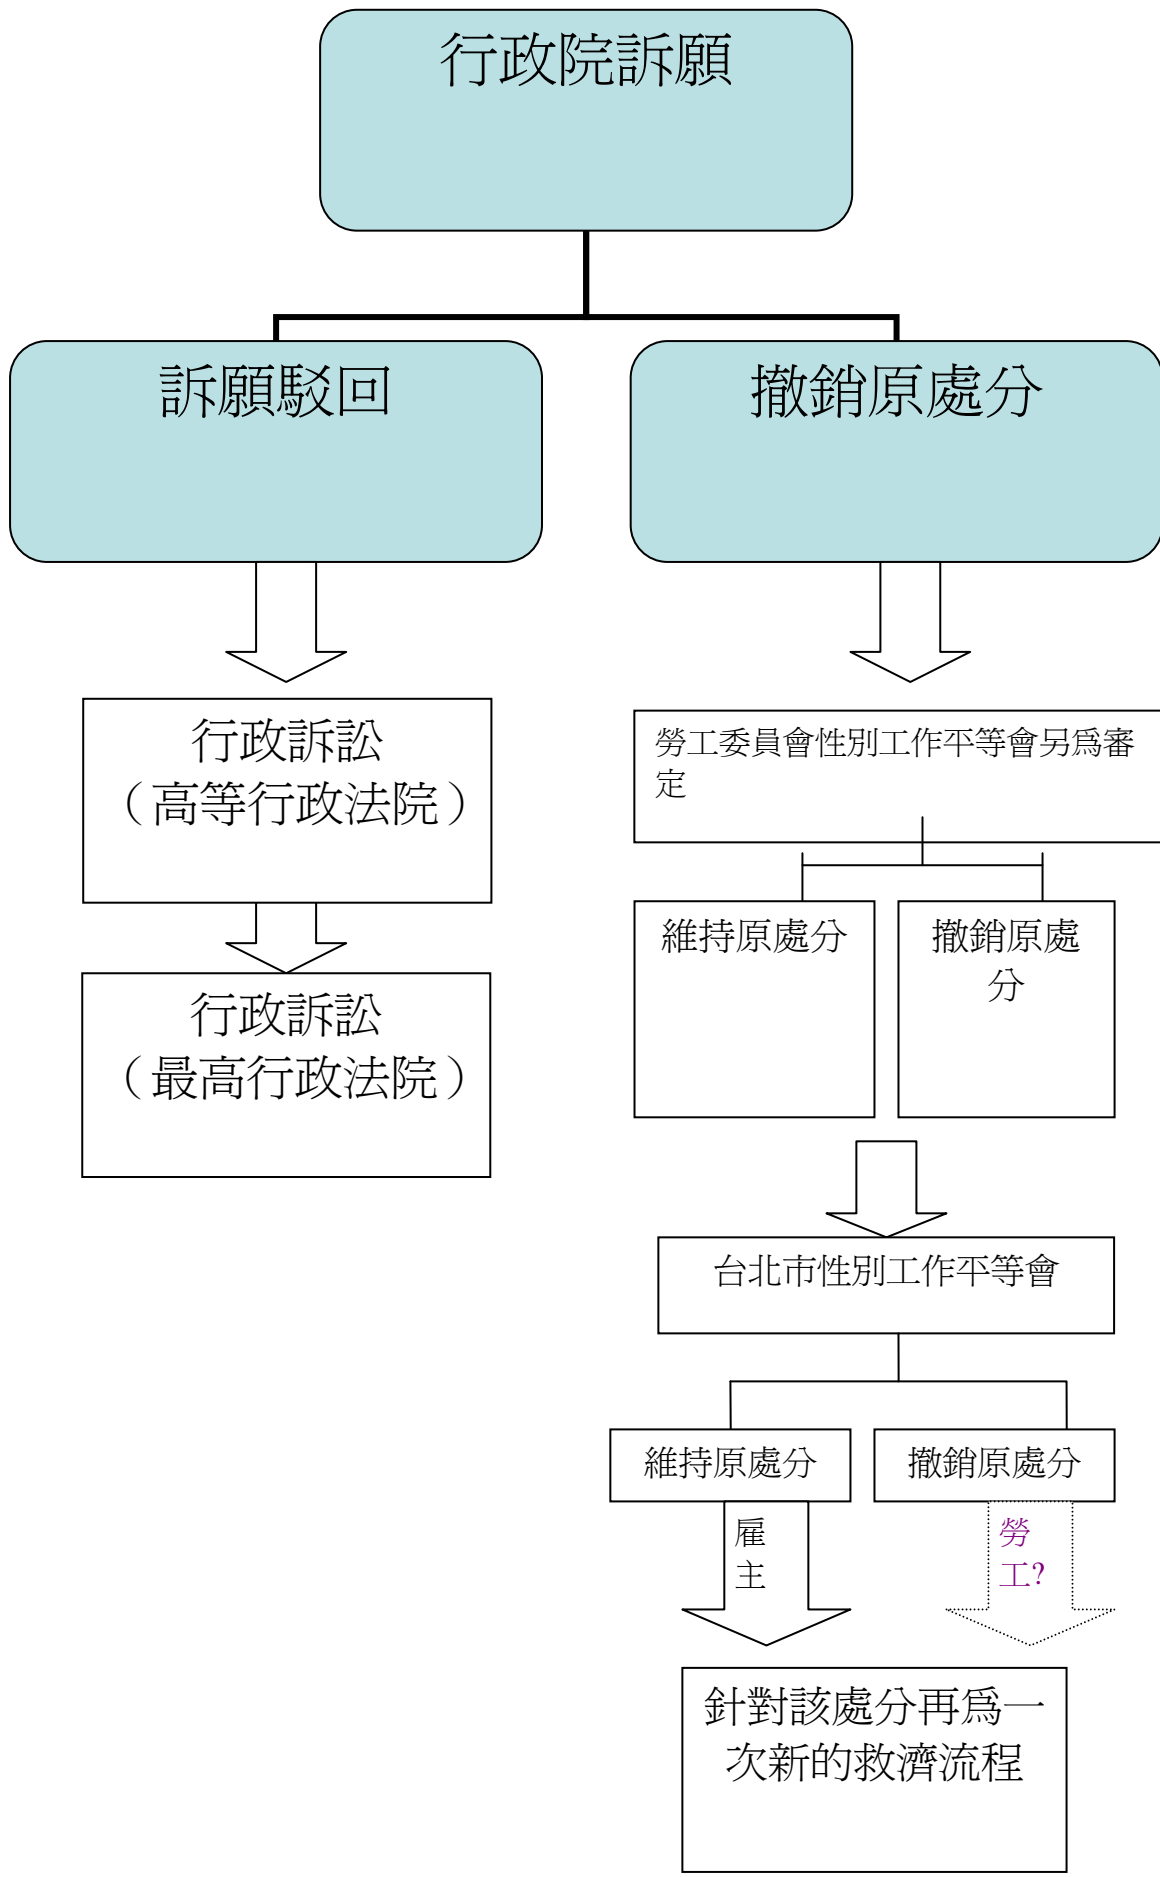 行政院訴願
訴願駁回
撤銷原處分
行政訴訟
（高等行政法院）
勞工委員會性別工作平等會另為審
定
維持原處分
撤銷原處
分
行政訴訟
（最高行政法院）
台北市性別工作平等會
維持原處分
撤銷原處分
雇
主
勞
工?
針對該處分再為一
次新的救濟流程